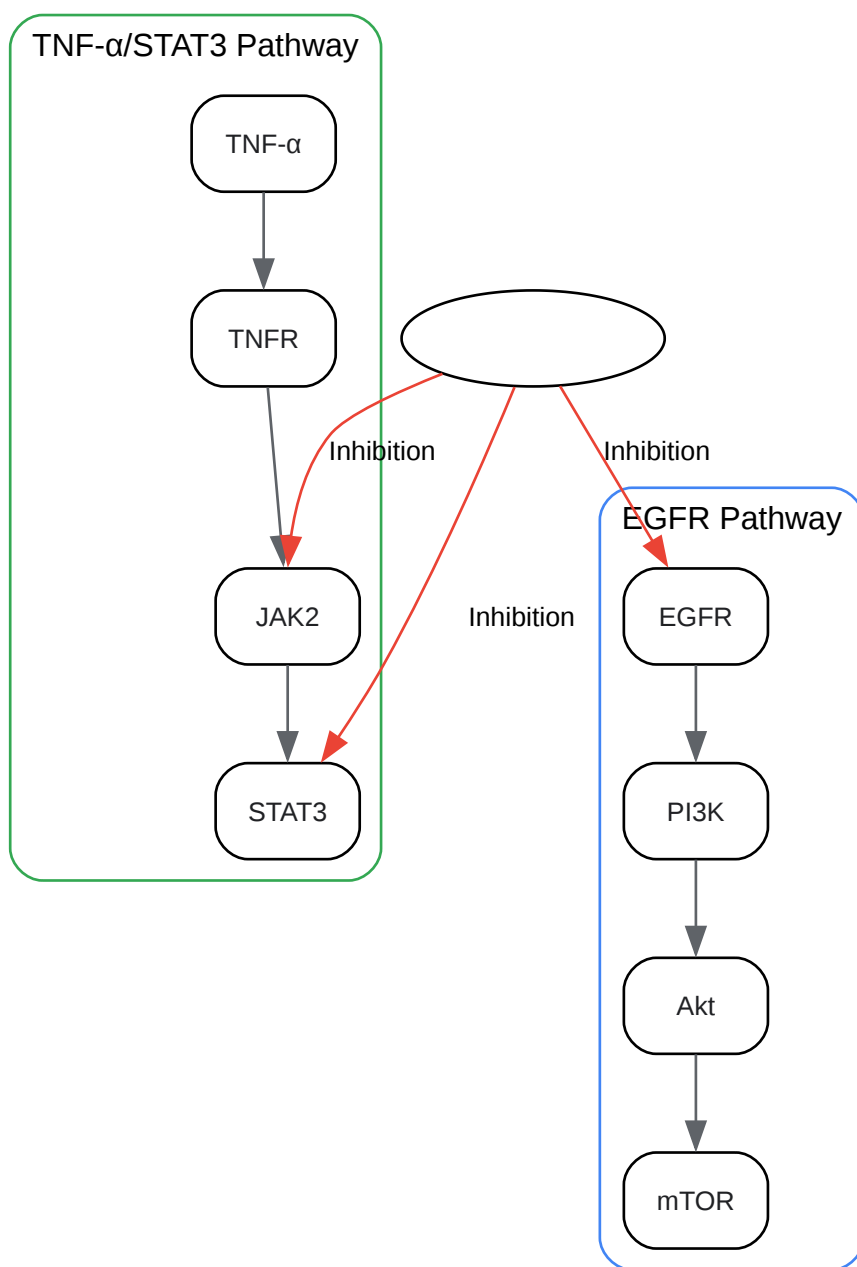 TNF-α/STAT3 Pathway
TNF-α
TNFR
Inhibition
Inhibition
EGFR Pathway
JAK2
Inhibition
EGFR
STAT3
PI3K
Akt
mTOR